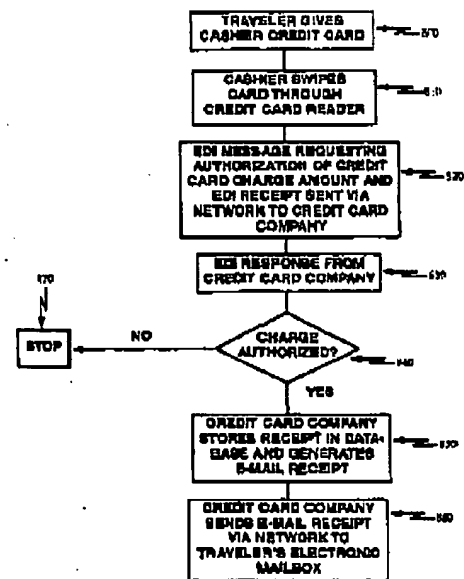 TRAVELER GIVES
CASHIER CREDIT CARD
CASHIER SWIPES
CARD THROUGH
CREDIT CARD READER
EDI MESSAGE REQUESTING
AUTHORIZATION OF CREDIT
CARD CHARGE AMOUNT AND
EDI RECEIPT SENT VIA
NETWORK TO CREDIT CARD
COMPANY
EDI RESPONSE FROM
CREDIT CARD COMPANY
CHARGE
AUTHORIZED?
NO
STOP
YES
CREDIT CARD COMPANY
STORES RECEIPT IN DATA-
BASE AND GENERATES
E-MAIL RECEIPT
CREDIT CARD COMPANY
SENDS E-MAIL RECEIPT
VIA NETWORK TO
TRAVELER'S ELECTRONIC
MAILBOX